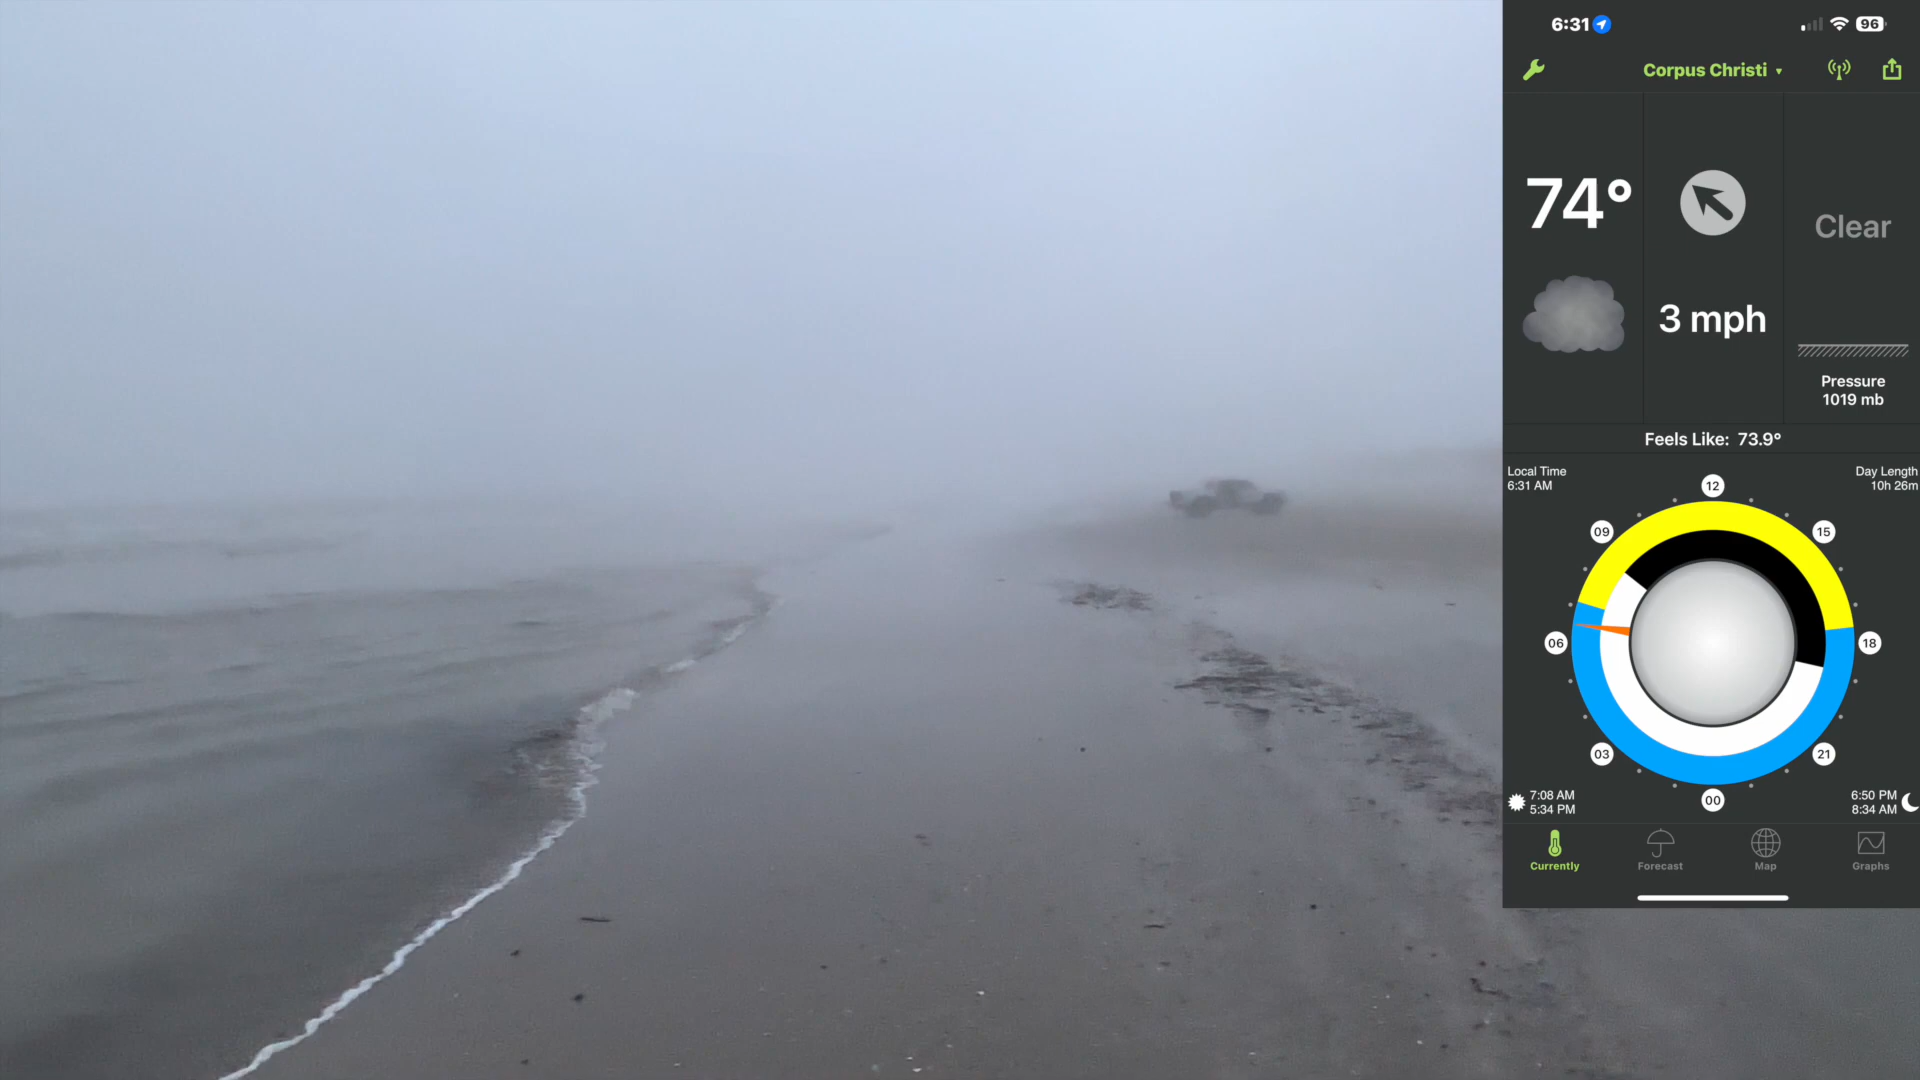 6:31
96
Corpus Christi
74°
Clear
3 mph
Pressure
1019 mb
Feels Like: 73.9°
Local Time
6:31 AM
Day Length
10h 26m
12
09
15
06
18
03
21
00
7:08 AM
5:34 PM
6:50 PM
8:34 AM
Currently
Forecast
Map
Graphs